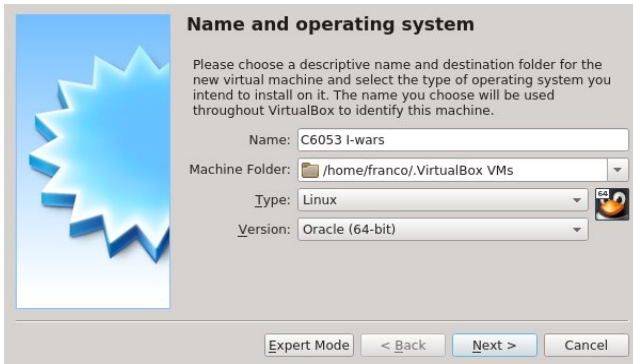 Name and operating system
Please choose a descriptive name and destination folder for the
new virtual machine and select the type of operating system you
intend to install on it. The name you choose will be used
throughout VirtualBox to identify this machine.
Name: C6053 I-wars
Machine Folder: /home/franco/.VirtualBox VMs
Type: Linux
64
Version: Oracle (64-bit)
Expert Mode < Back Next > Cancel